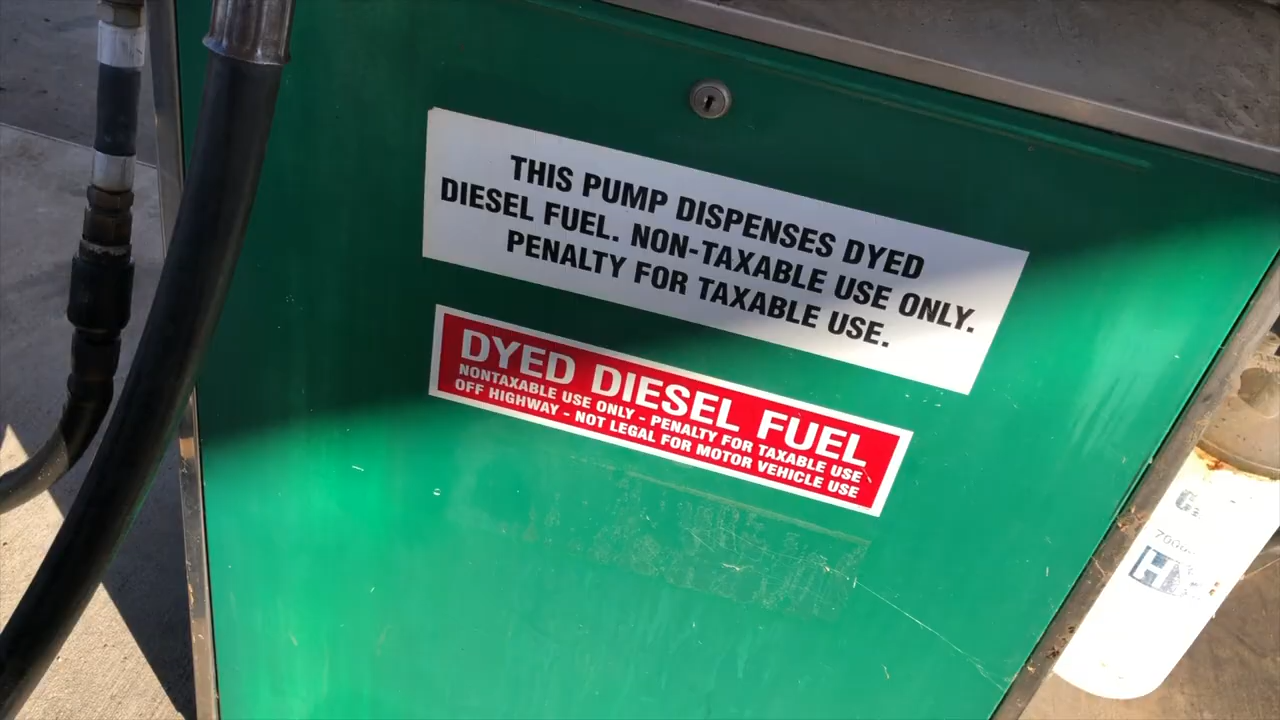 THIS PUMP DISPENSES DYED
DIESEL FUEL. NON-TAXABLE USE ONLY.
PENALTY FOR TAXABLE USE.
DYED DIESEL FUEL
NONTAXABLE USE ONLY - PENALTY FOR TAXABLE USE
OFF HIGHWAY - NOT LEGAL FOR MOTOR VEHICLE USE